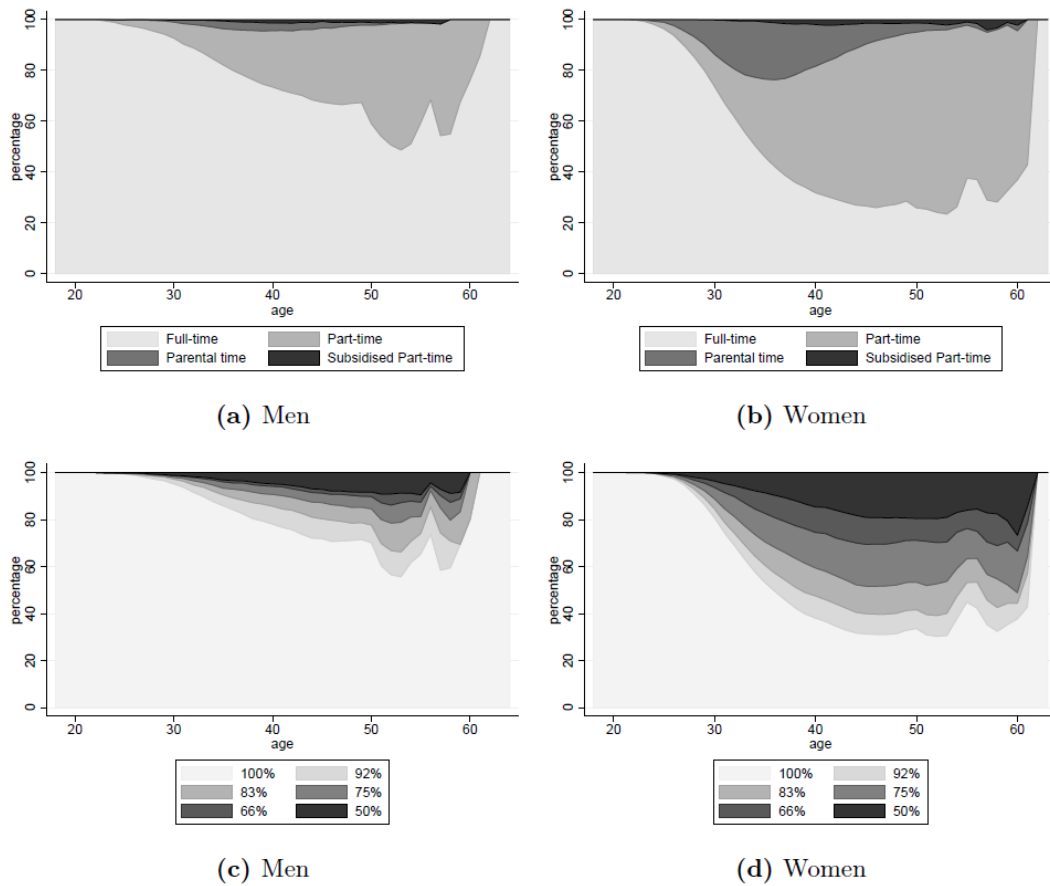 100
80
60
40
20
0
percentage
20 30 40 50 60
age
Full-time Part-time
Parental time Subsidised Part-time
(a) Men
100
80
60
40
20
0
percentage
20 30 40 50 60
age
Full-time Part-time
Parental time Subsidised Part-time
(b) Women
100
80
60
40
20
0
percentage
20 30 40 50 60
age
100% 92%
83% 75%
66% 50%
(c) Men
100
80
60
40
20
0
percentage
20 30 40 50 60
age
100% 92%
83% 75%
66% 50%
(d) Women